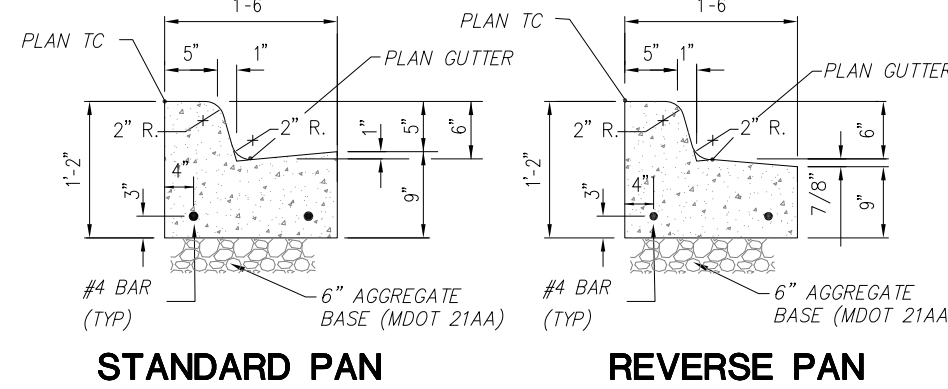 1'-6
PLAN TC
5"
1"
PLAN GUTTER
2" R.
2" R.
1"
5"
6"
1'-2"
4"
3"
9"
#4 BAR
(TYP)
6" AGGREGATE
BASE (MDOT 21AA)
STANDARD PAN
1'-6
PLAN TC
5"
1"
PLAN GUTTER
2" R.
2" R.
6"
1'-2"
4"
3"
7/8"
9"
#4 BAR
(TYP)
6" AGGREGATE
BASE (MDOT 21AA
REVERSE PAN